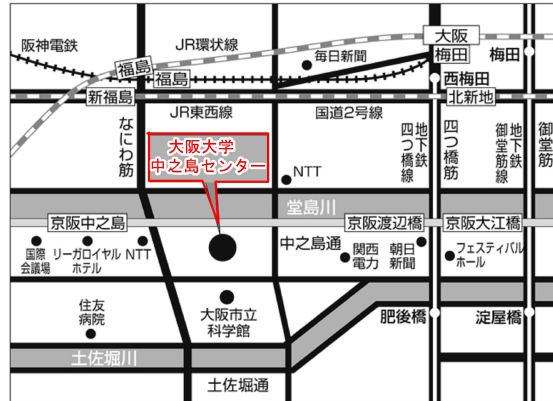 大阪
阪神電鉄
JR環状線
毎日新聞
梅田
梅田
福島
福島
西梅田
新福島
北新地
JR東西線
国道2号線
なにわ筋
大阪大学
中之島センター
地下鉄
四つ橋線
四つ橋筋
地下鉄
御堂筋線
御堂筋
NTT
堂島川
京阪中之島
京阪渡辺橋
京阪大江橋
国際
会議場
リーガロイヤル
ホテル
NTT
中之島通
関西
電力
朝日
新聞
フェスティバル
ホール
住友
病院
大阪市立
科学館
肥後橋
淀屋橋
土佐堀川
土佐堀通